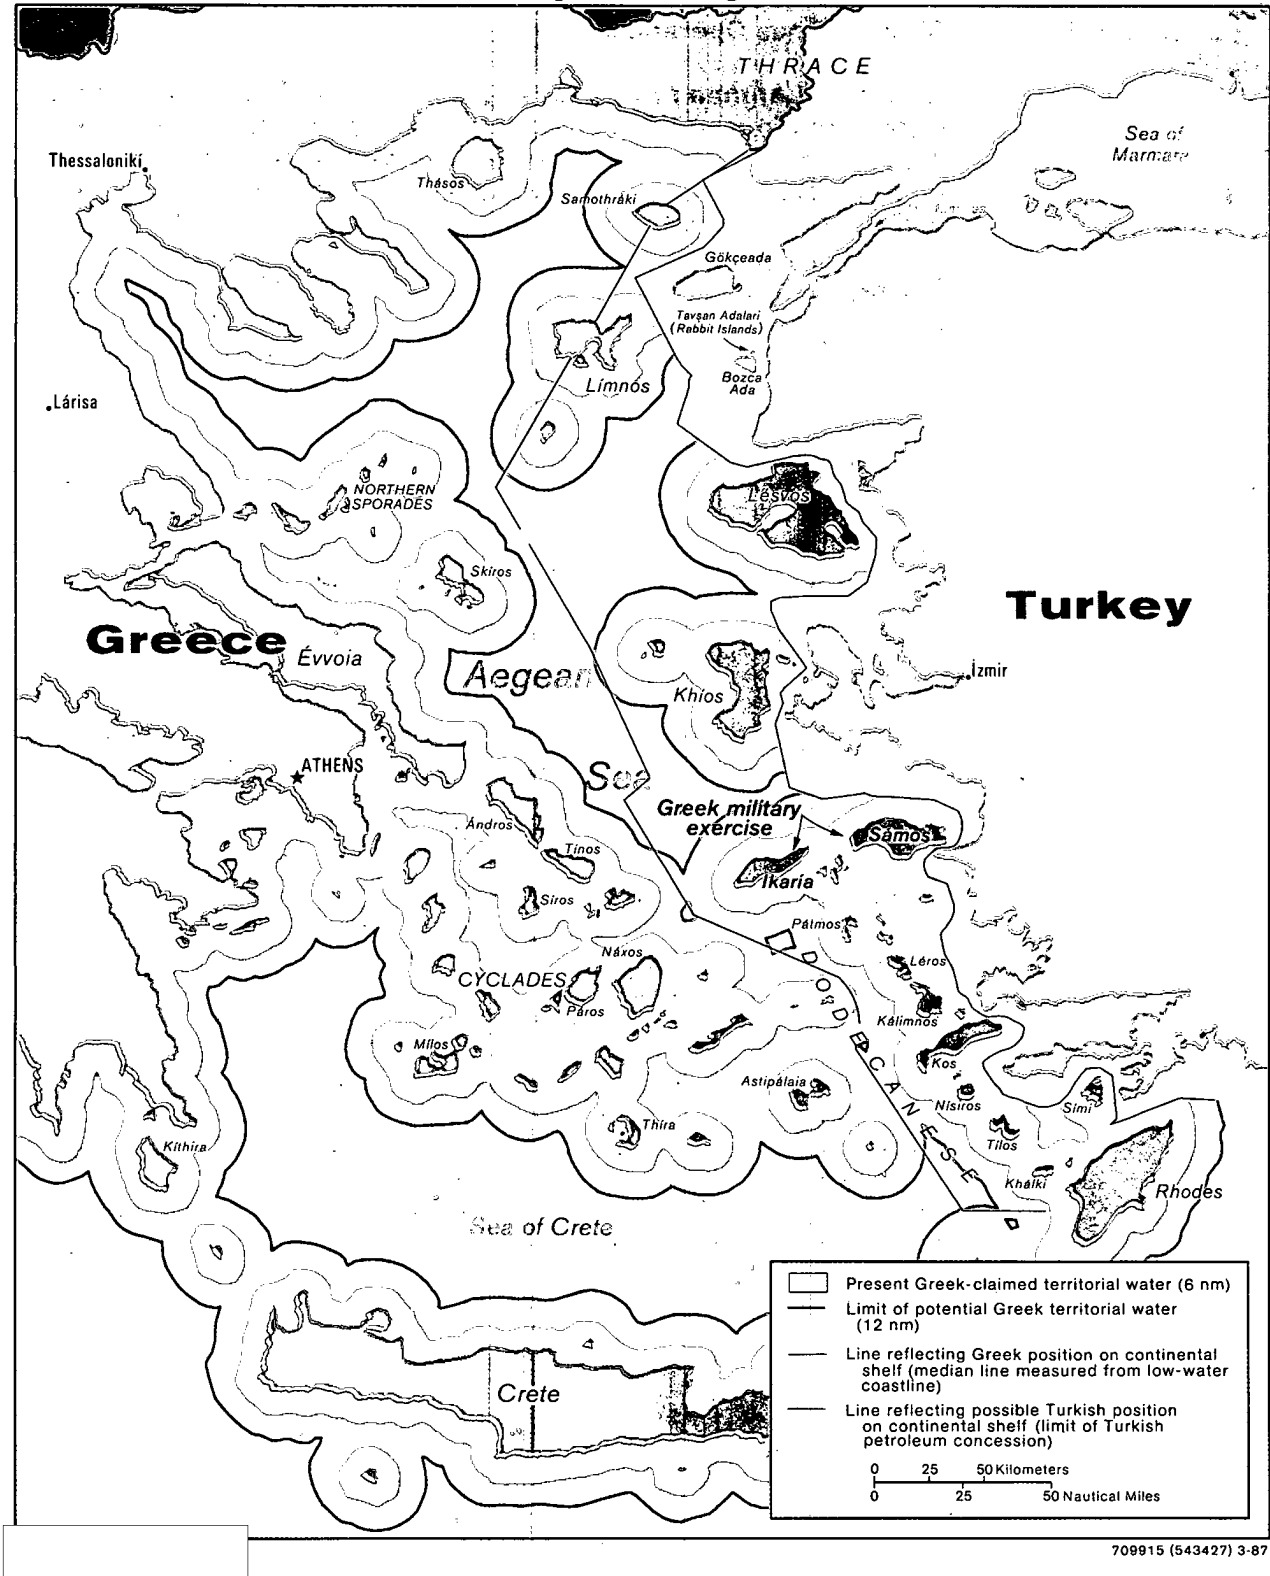 THRACE
Sea of
Marmara
Thessaloníki
Thásos
Samothráki
Gökçeada
Tavşan Adalari
(Rabbit Islands)
Bozca
Ada
Límnos
Lárisa
NORTHERN
SPORADES
Lésvos
Skíros
Turkey
Greece
Évvoia
Aegean
Khíos
İzmir
ATHENS
Sea
Greek military
exercise
Sámos
Ándros
Tínos
Ikaría
Síros
Pátmos
Náxos
Léros
CYCLADES
Páros
DODECANESE
Kálimnos
Mílos
Kos
Astipálaia
Nísiros
Sími
Thíra
Tílos
Kíthira
Khálki
Rhodes
Sea of Crete
Crete
Present Greek-claimed territorial water (6 nm)
Limit of potential Greek territorial water
(12 nm)
Line reflecting Greek position on continental
shelf (median line measured from low-water
coastline)
Line reflecting possible Turkish position
on continental shelf (limit of Turkish
petroleum concession)
0 25 50 Kilometers
0 25 50 Nautical Miles
709915 (543427) 3-87